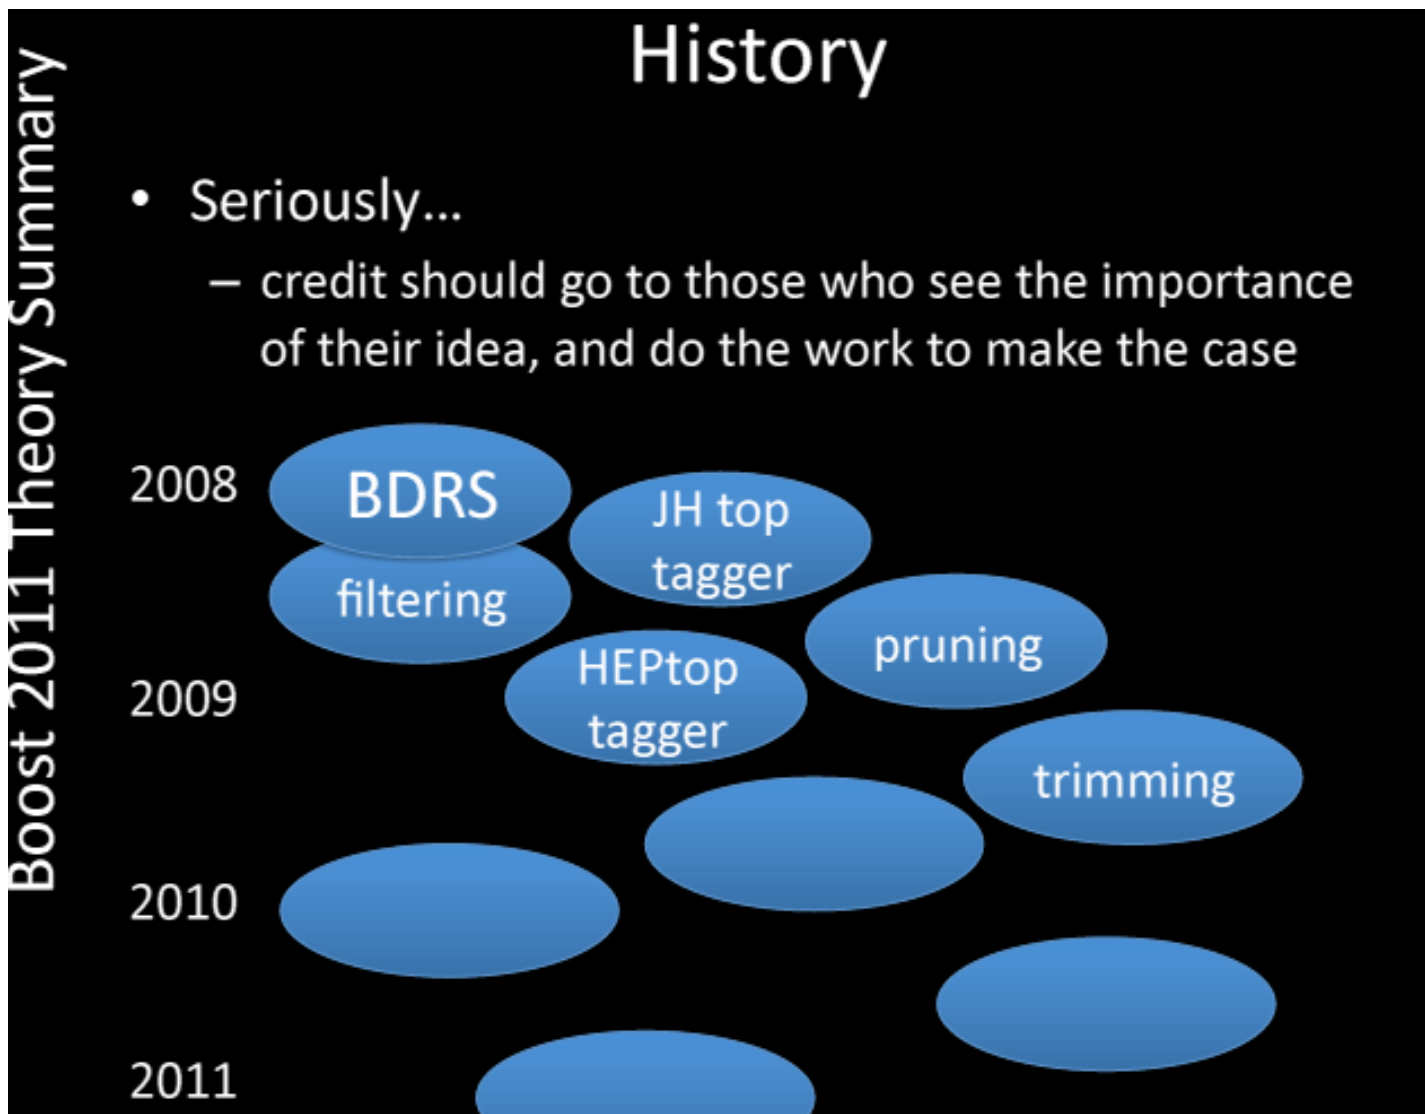 History
Boost 2011 Theory Summary
• Seriously...
– credit should go to those who see the importance
of their idea, and do the work to make the case
2008
BDRS
JH top
tagger
filtering
pruning
HEPtop
tagger
2009
trimming
2010
2011